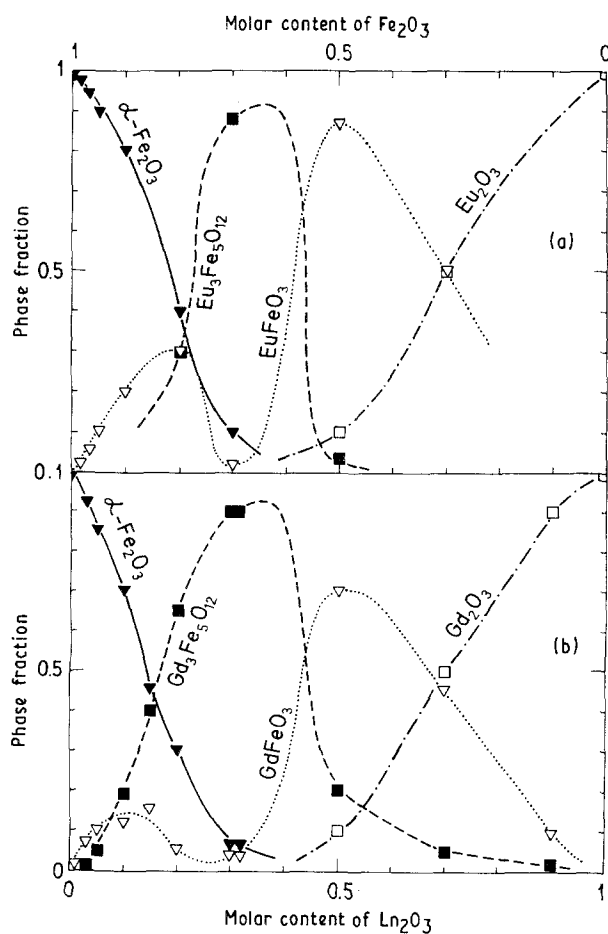 Molar content of Fe2O3
1 0.5 0
1
α-Fe2O3
Eu3Fe5O12
EuFeO3
Eu2O3
(a)
0.5
Phase fraction
0.1
α-Fe2O3
Gd3Fe5O12
GdFeO3
Gd2O3
(b)
0.5
Phase fraction
0
0 0.5 1
Molar content of Ln2O3